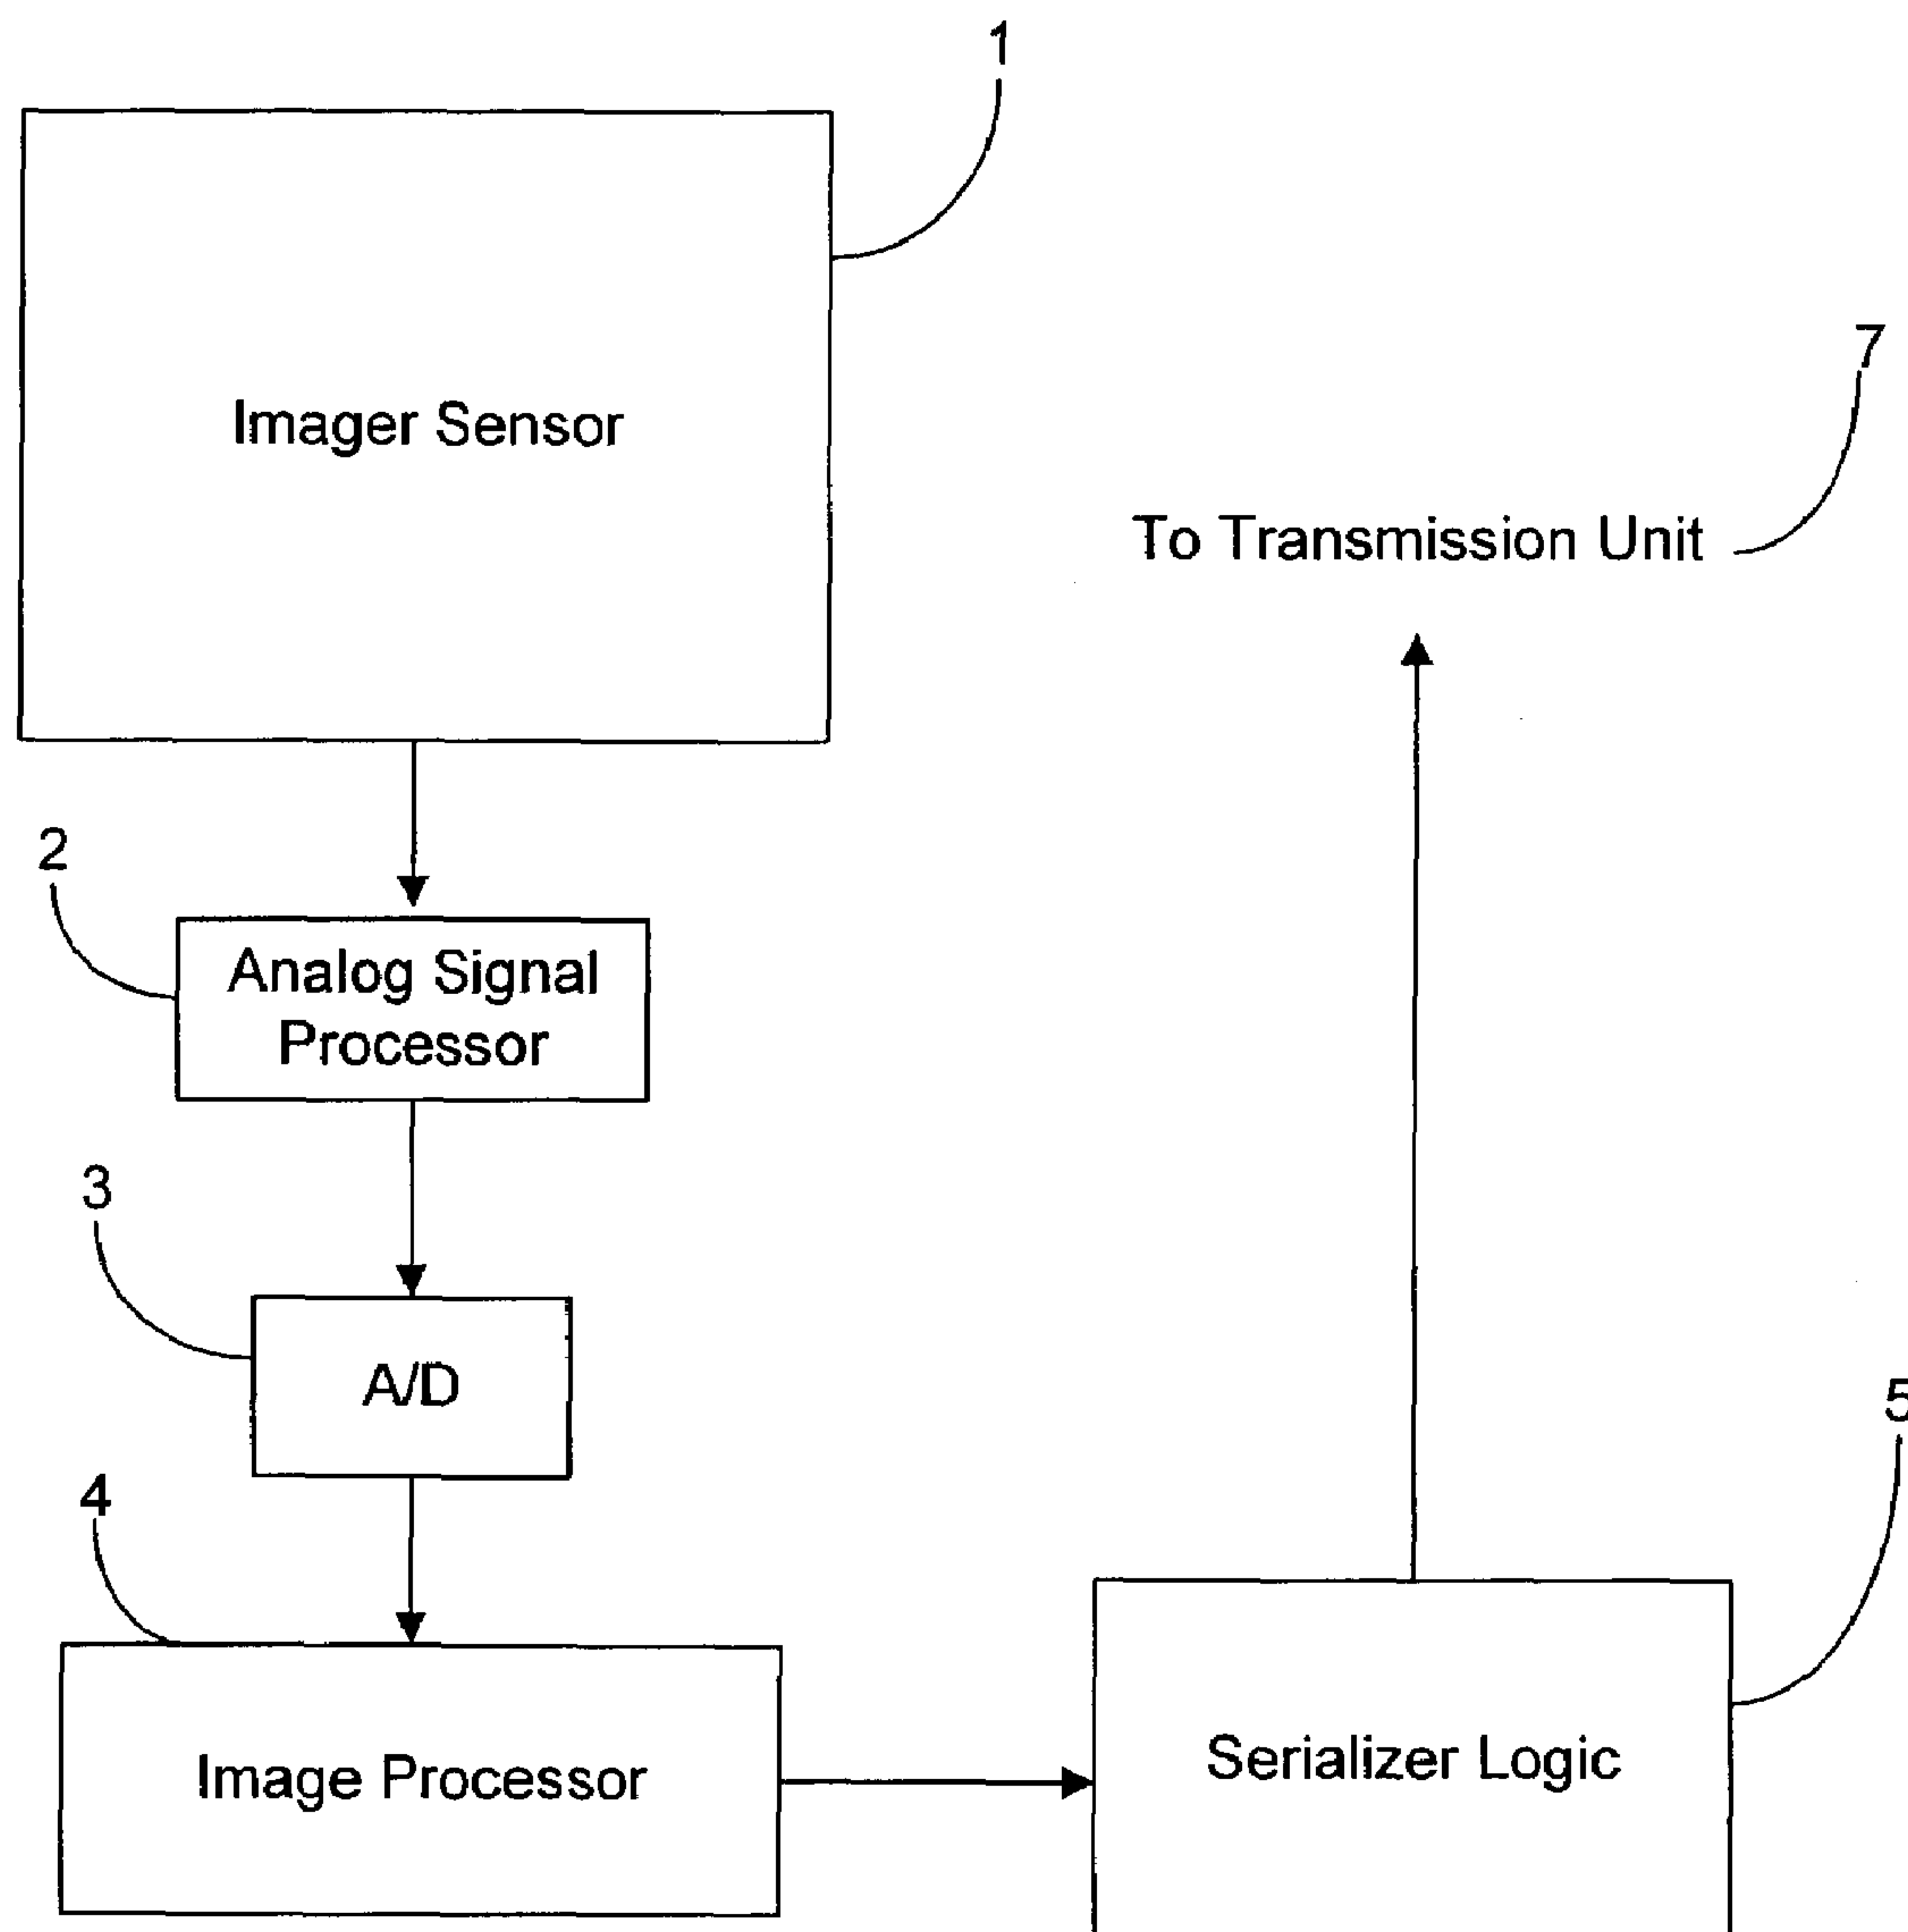 1
Imager Sensor
7
To Transmission Unit
2
Analog Signal
Processor
3
A/D
4
5
Image Processor
Serializer Logic